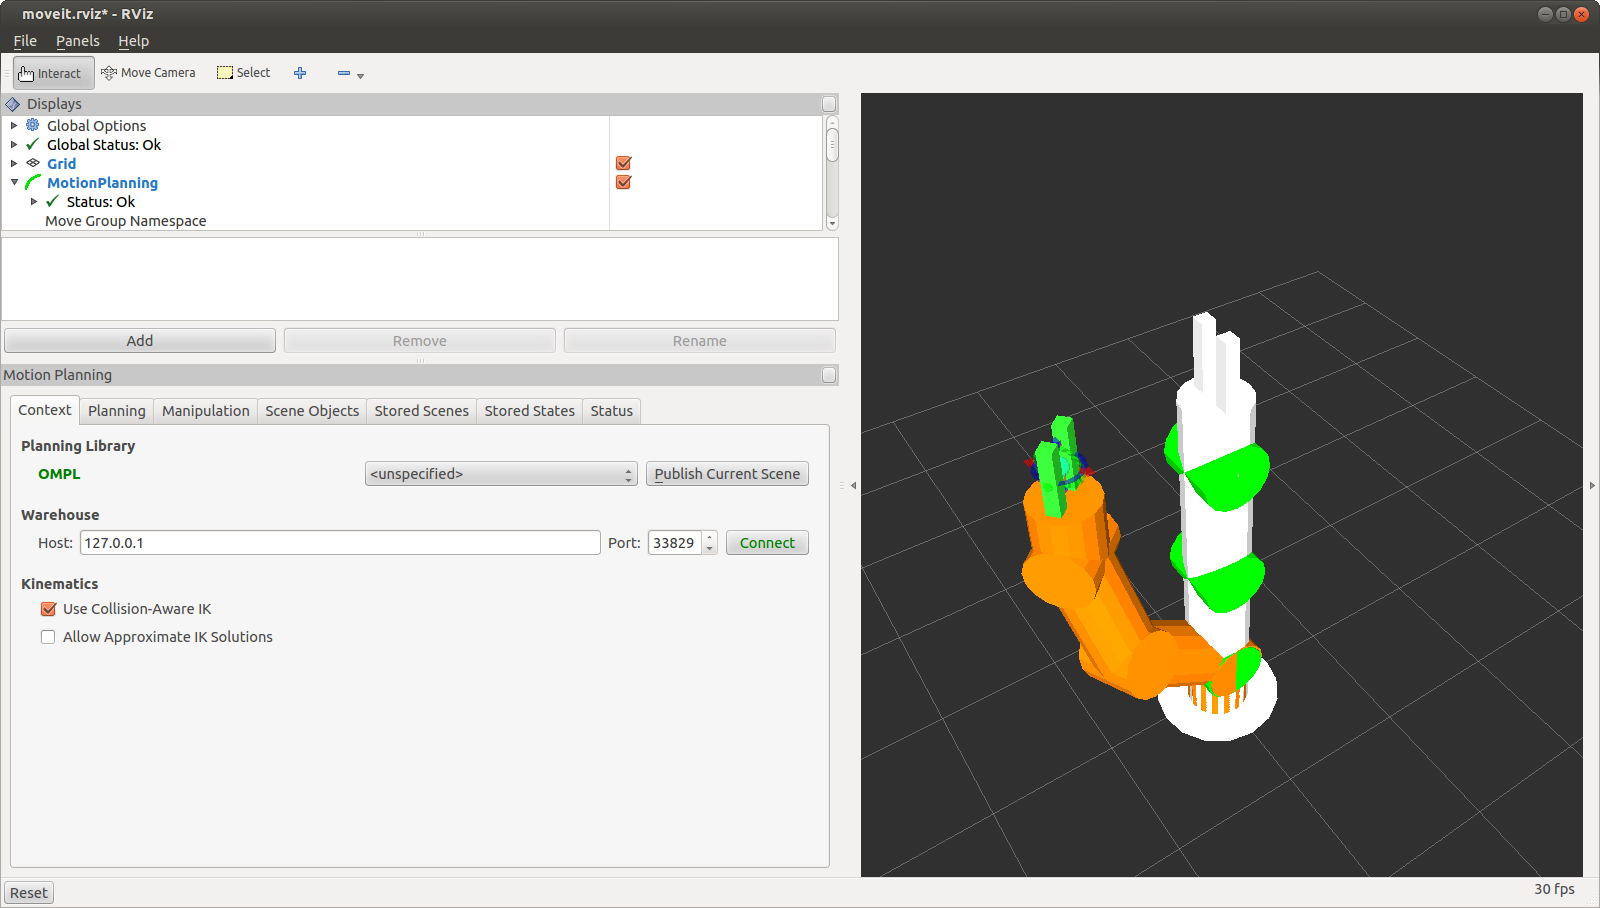 moveit.rviz* - RViz
File Panels Help
Interact Move Camera Select
Displays
Global Options
Global Status: Ok
Grid
MotionPlanning
Status: Ok
Move Group Namespace
Add Remove Rename
Motion Planning
Context Planning Manipulation Scene Objects Stored Scenes Stored States Status
Planning Library
OMPL <unspecified> Publish Current Scene
Warehouse
Host: 127.0.0.1 Port: 33829 Connect
Kinematics
Use Collision-Aware IK
Allow Approximate IK Solutions
Reset 30 fps